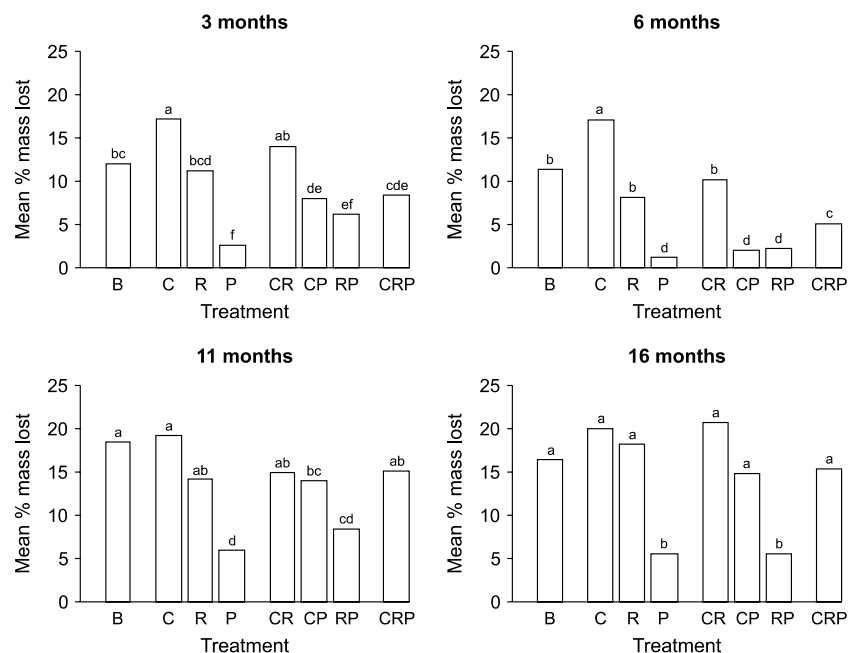 3 months
25
20
15
10
5
0
Mean % mass lost
bc
a
bcd
f
ab
de
ef
cde
B C R P CR CP RP CRP
Treatment
6 months
25
20
15
10
5
0
Mean % mass lost
b
a
b
d
b
d
d
c
B C R P CR CP RP CRP
Treatment
11 months
25
20
15
10
5
0
Mean % mass lost
a
a
ab
d
ab
bc
cd
ab
B C R P CR CP RP CRP
Treatment
16 months
25
20
15
10
5
0
Mean % mass lost
a
a
a
b
a
a
b
a
B C R P CR CP RP CRP
Treatment